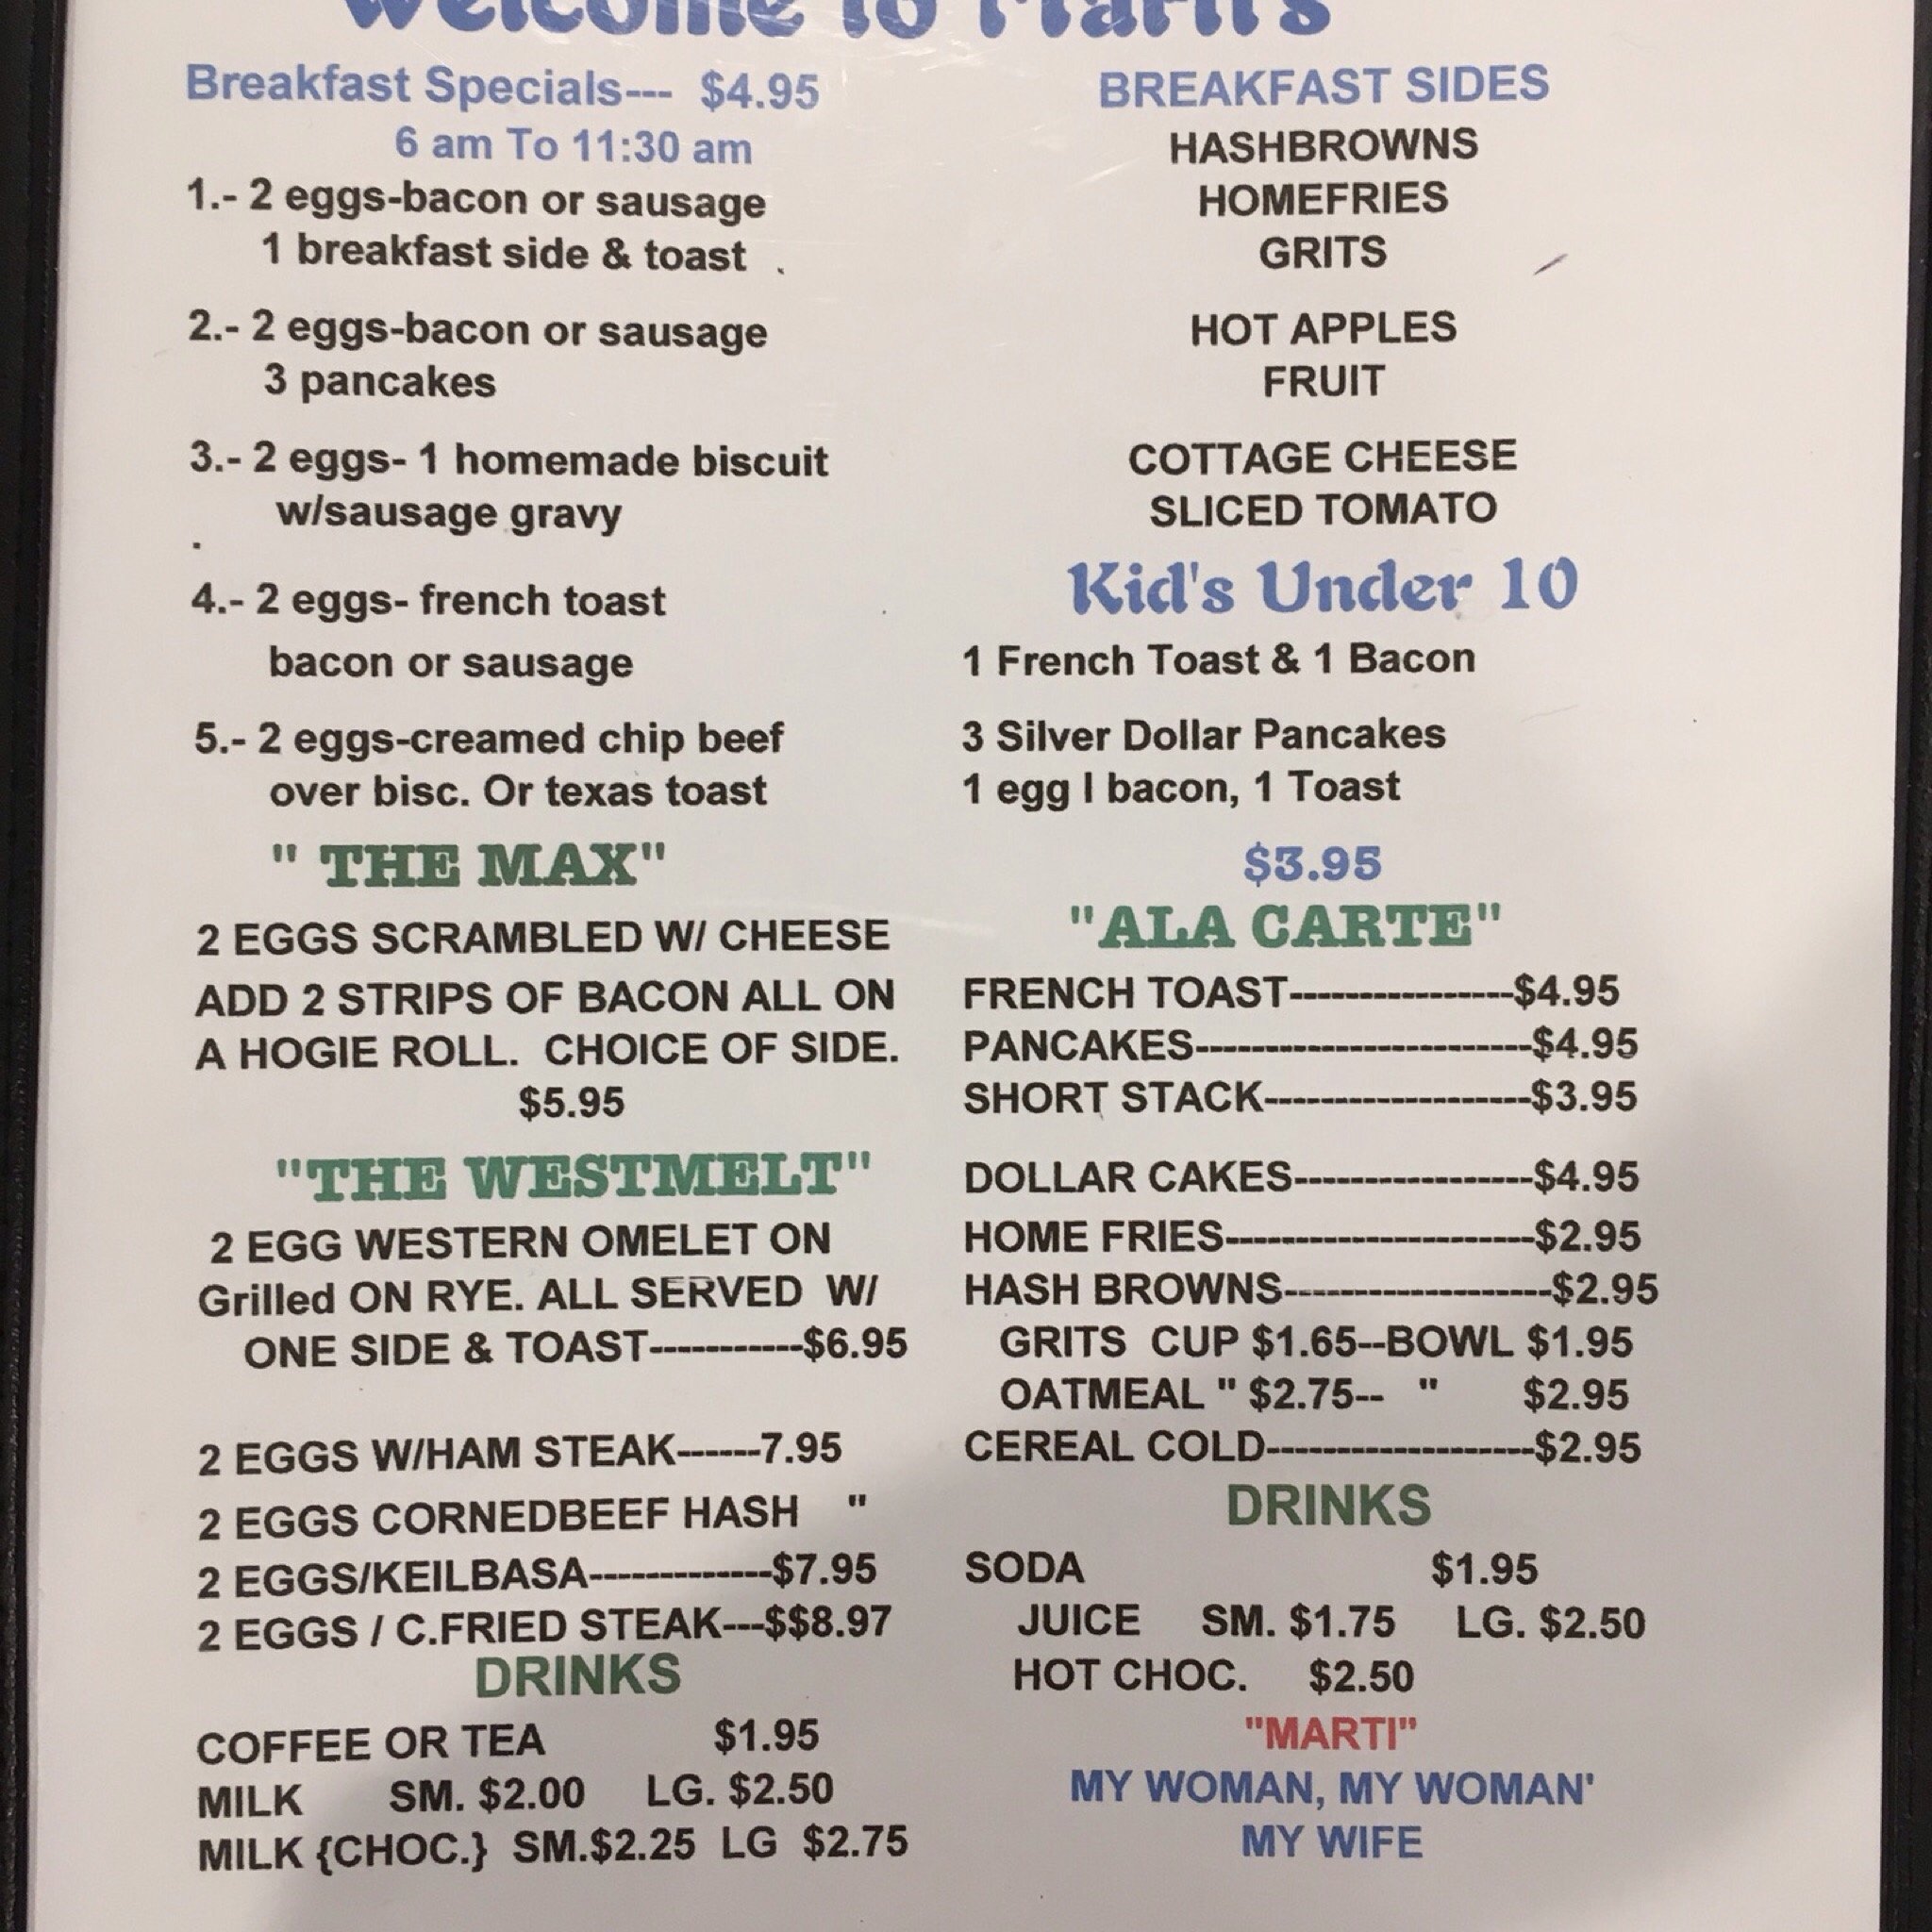 Welcome to Marti's
Breakfast Specials--- $4.95
6 am To 11:30 am
1.- 2 eggs-bacon or sausage
1 breakfast side & toast .
2.- 2 eggs-bacon or sausage
3 pancakes
3.- 2 eggs- 1 homemade biscuit
w/sausage gravy
.
4.- 2 eggs- french toast
bacon or sausage
5.- 2 eggs-creamed chip beef
over bisc. Or texas toast
" THE MAX"
2 EGGS SCRAMBLED W/ CHEESE
ADD 2 STRIPS OF BACON ALL ON
A HOGIE ROLL. CHOICE OF SIDE.
$5.95
"THE WESTMELT"
2 EGG WESTERN OMELET ON
Grilled ON RYE. ALL SERVED W/
ONE SIDE & TOAST-----------$6.95
2 EGGS W/HAM STEAK------7.95
2 EGGS CORNEDBEEF HASH "
2 EGGS/KEILBASA-------------$7.95
2 EGGS / C.FRIED STEAK---$$8.97
DRINKS
COFFEE OR TEA $1.95
MILK SM. $2.00 LG. $2.50
MILK {CHOC.} SM.$2.25 LG $2.75
BREAKFAST SIDES
HASHBROWNS
HOMEFRIES
GRITS
HOT APPLES
FRUIT
COTTAGE CHEESE
SLICED TOMATO
Kid's Under 10
1 French Toast & 1 Bacon
3 Silver Dollar Pancakes
1 egg I bacon, 1 Toast
$3.95
"ALA CARTE"
FRENCH TOAST----------------$4.95
PANCAKES------------------------$4.95
SHORT STACK-------------------$3.95
DOLLAR CAKES-----------------$4.95
HOME FRIES----------------------$2.95
HASH BROWNS-------------------$2.95
GRITS CUP $1.65--BOWL $1.95
OATMEAL " $2.75-- " $2.95
CEREAL COLD-------------------$2.95
DRINKS
SODA $1.95
JUICE SM. $1.75 LG. $2.50
HOT CHOC. $2.50
"MARTI"
MY WOMAN, MY WOMAN'
MY WIFE